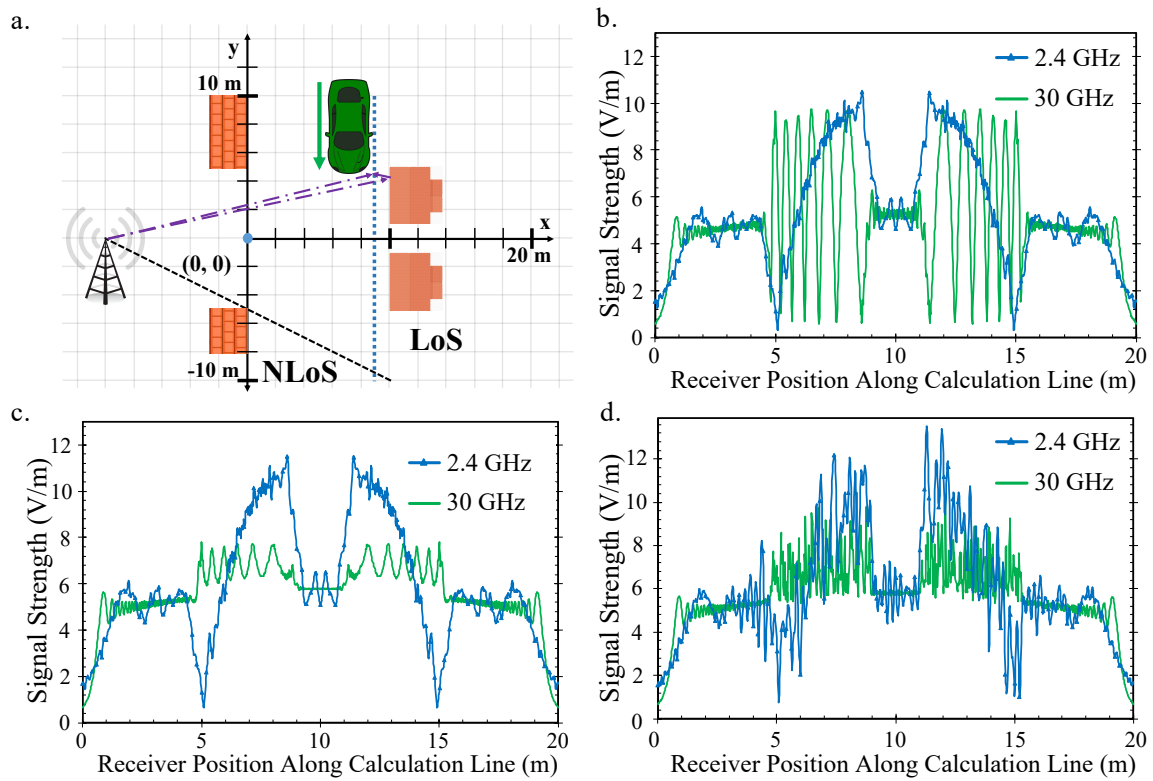 a.
y
10 m
x
(0, 0)
20 m
LoS
NLoS
-10 m
b.
Signal Strength (V/m)
12
10
8
6
4
2
0
2.4 GHz
30 GHz
0 5 10 15 20
Receiver Position Along Calculation Line (m)
c.
Signal Strength (V/m)
12
10
8
6
4
2
0
2.4 GHz
30 GHz
0 5 10 15 20
Receiver Position Along Calculation Line (m)
d.
Signal Strength (V/m)
12
10
8
6
4
2
0
2.4 GHz
30 GHz
0 5 10 15 20
Receiver Position Along Calculation Line (m)